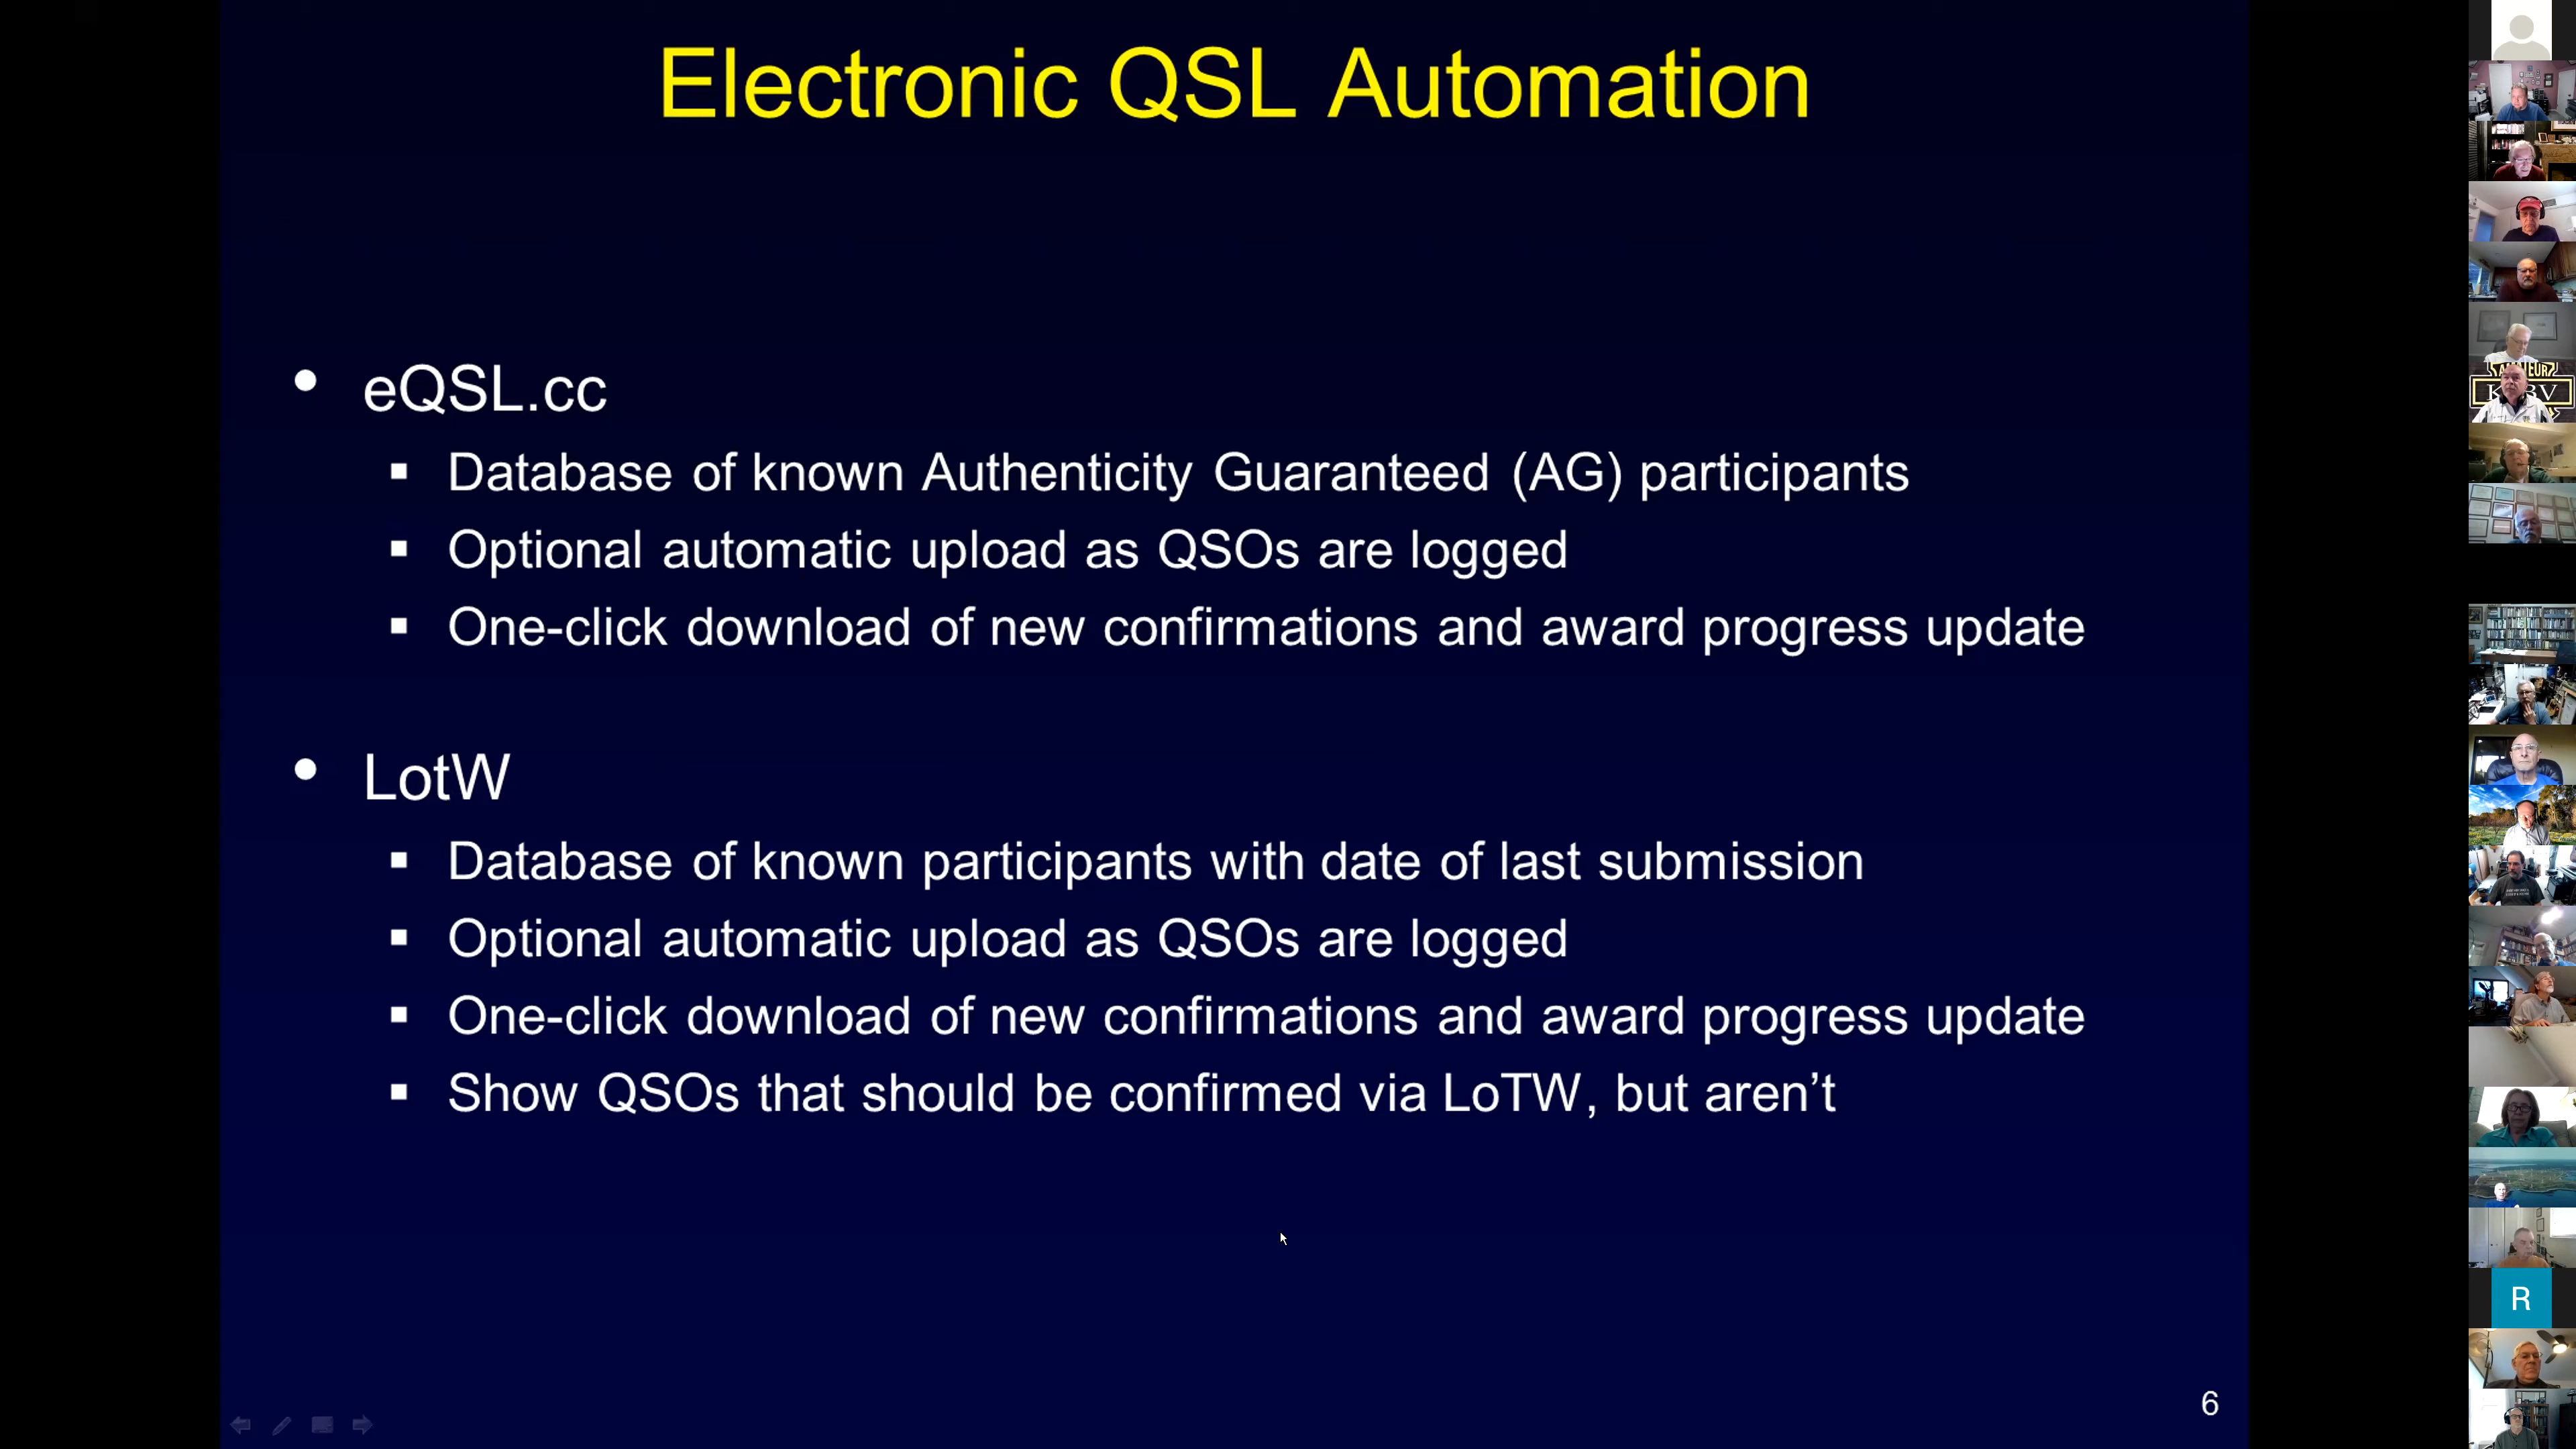 Electronic QSL Automation
eQSL.cc
Database of known Authenticity Guaranteed (AG) participants
Optional automatic upload as QSOs are logged
One-click download of new confirmations and award progress update
LotW
Database of known participants with date of last submission
Optional automatic upload as QSOs are logged
One-click download of new confirmations and award progress update
Show QSOs that should be confirmed via LoTW, but aren’t
6
AMATEUR
R